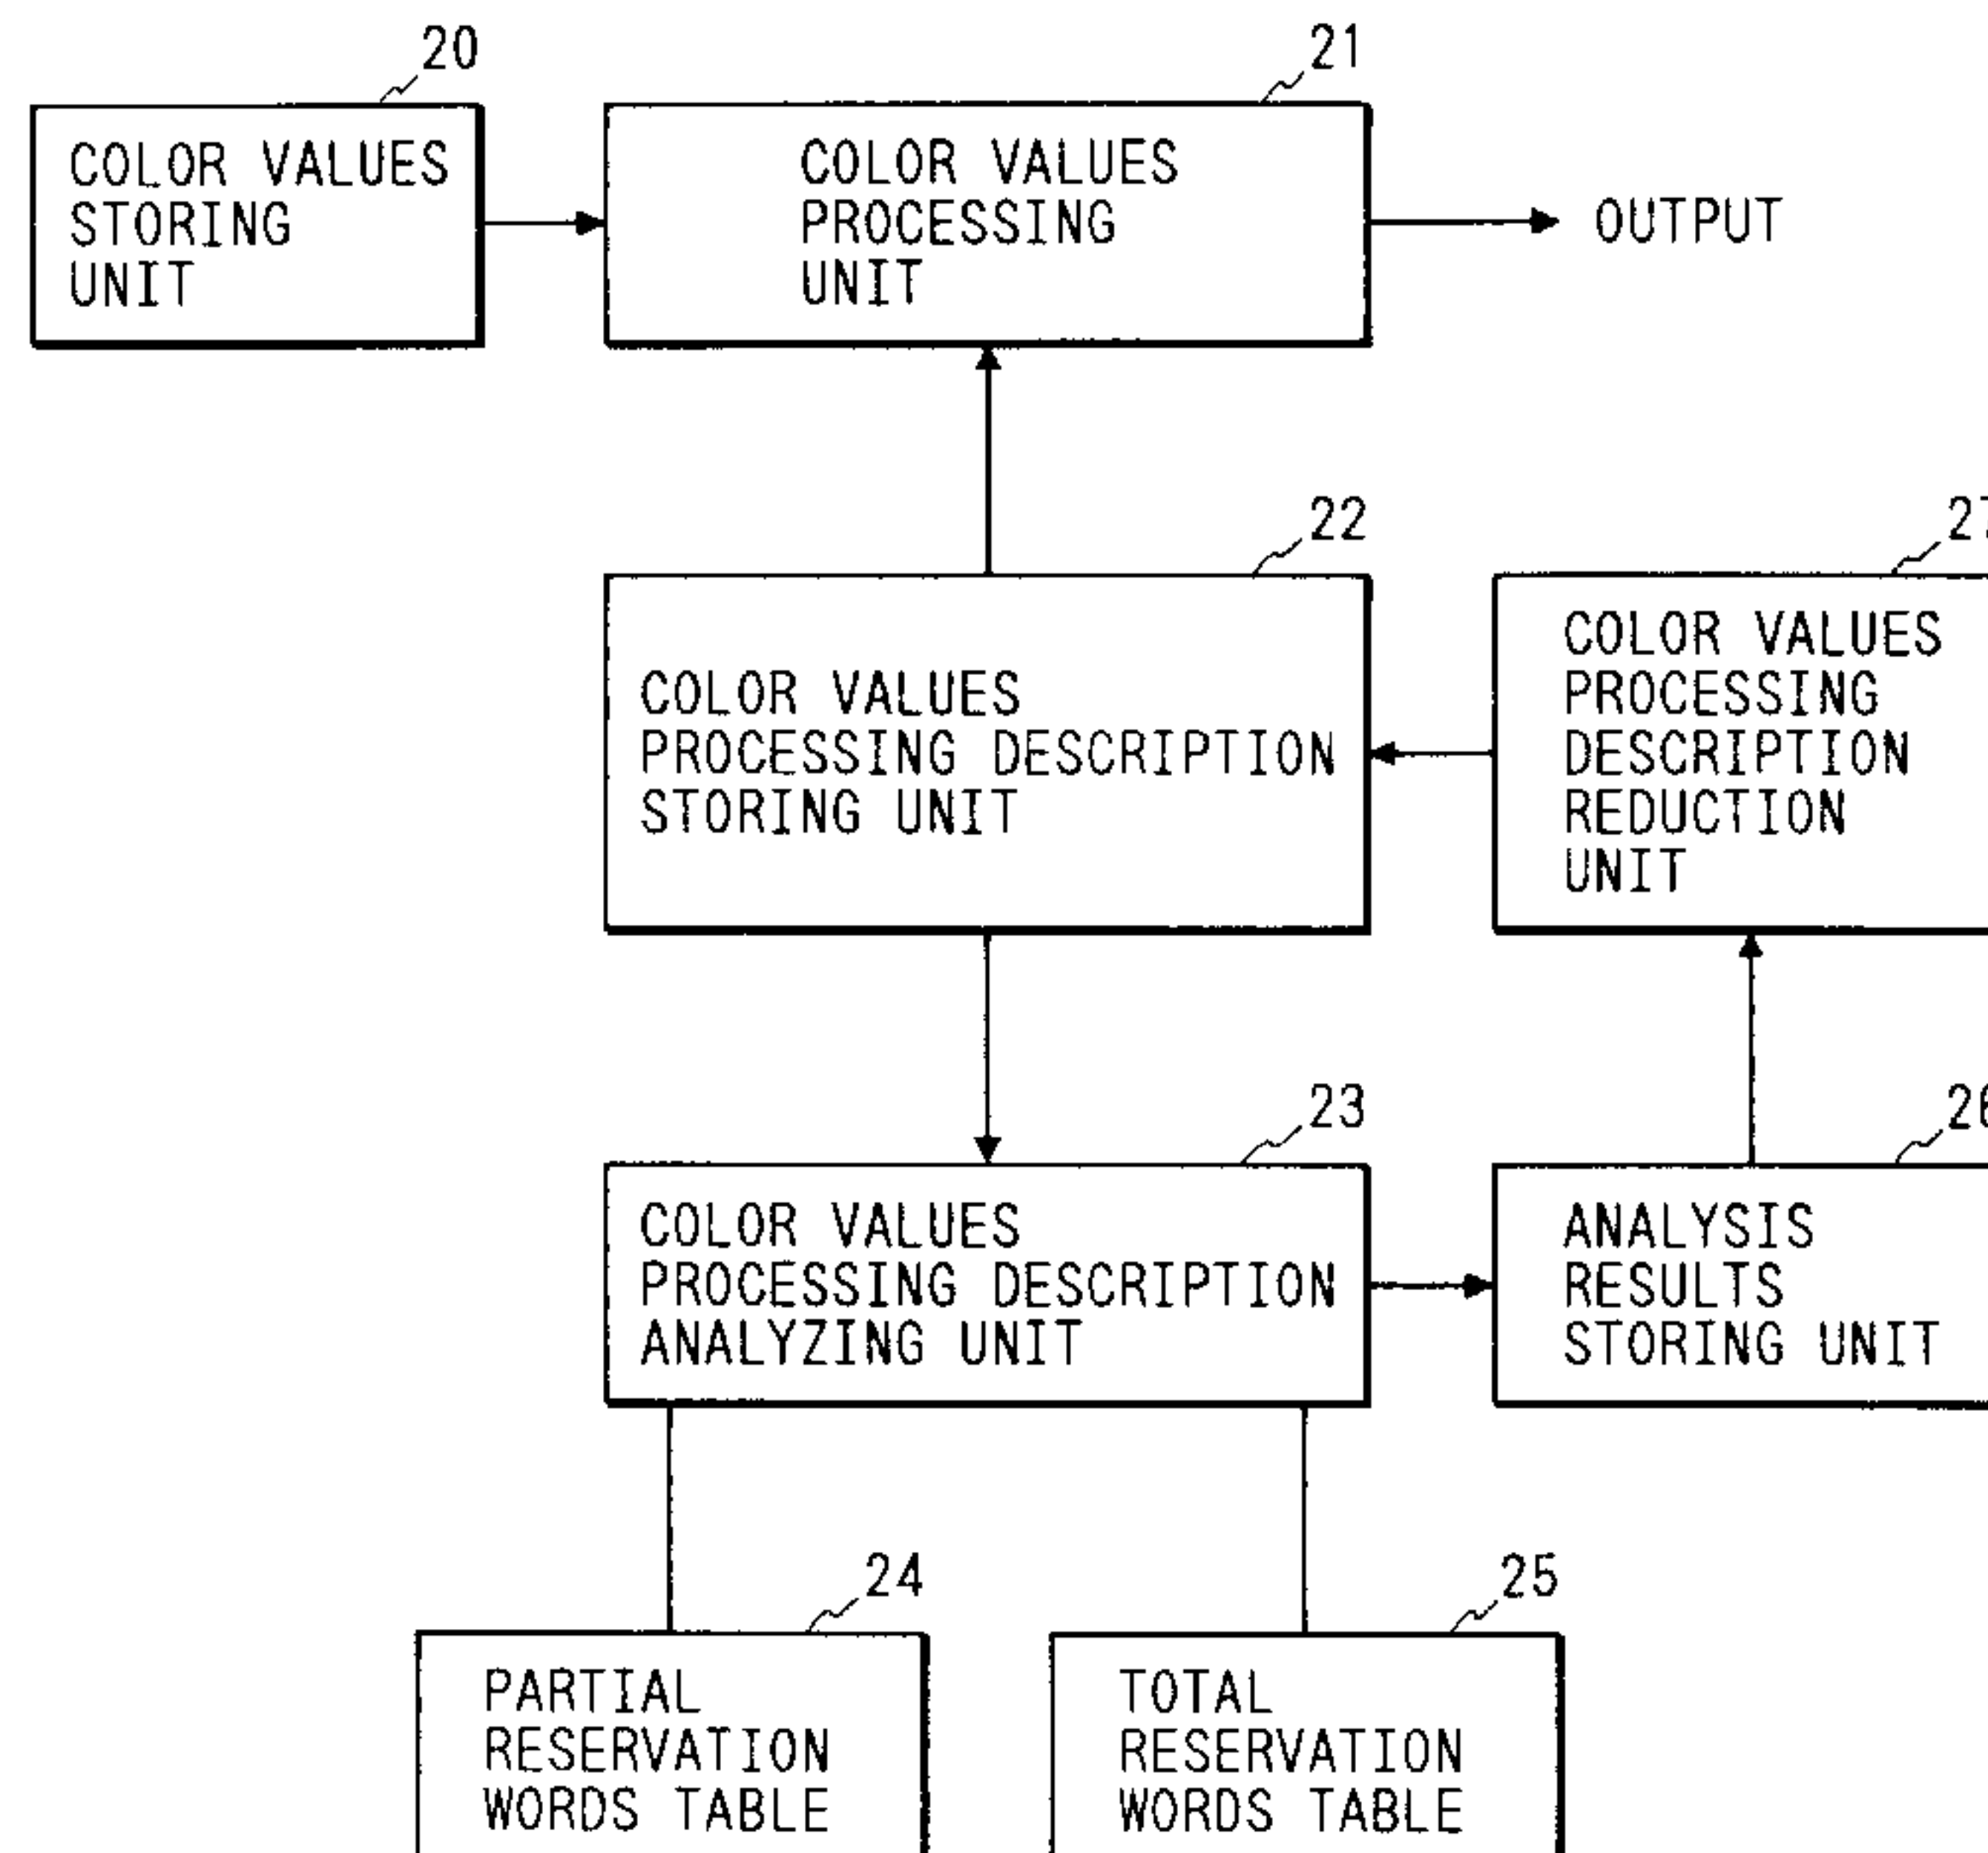 20
COLOR VALUES
STORING
UNIT
21
COLOR VALUES
PROCESSING
UNIT
OUTPUT
22
COLOR VALUES
PROCESSING DESCRIPTION
STORING UNIT
27
COLOR VALUES
PROCESSING
DESCRIPTION
REDUCTION
UNIT
23
COLOR VALUES
PROCESSING DESCRIPTION
ANALYZING UNIT
26
ANALYSIS
RESULTS
STORING UNIT
24
PARTIAL
RESERVATION
WORDS TABLE
25
TOTAL
RESERVATION
WORDS TABLE